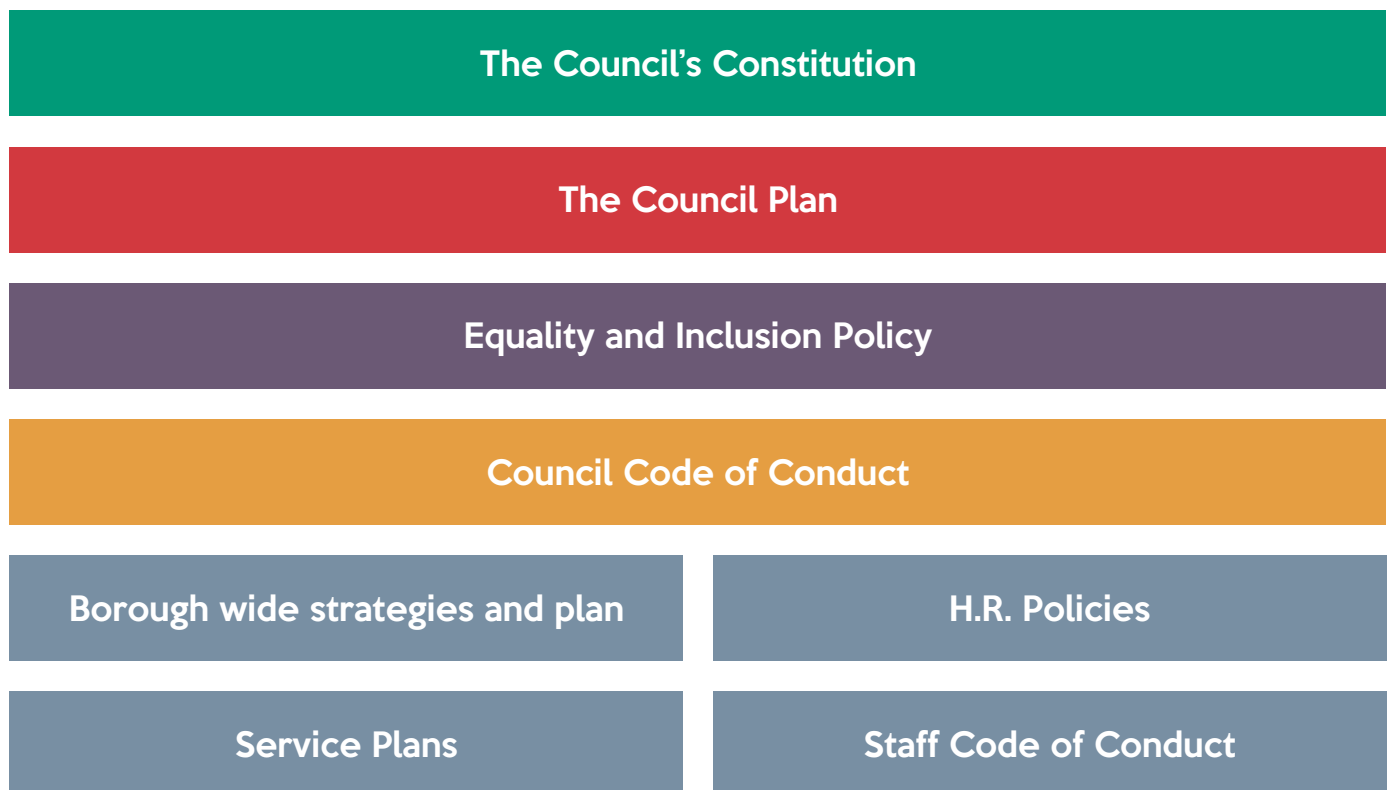 The Council’s Constitution
The Council Plan
Equality and Inclusion Policy
Council Code of Conduct
Borough wide strategies and plan
H.R. Policies
Service Plans
Staff Code of Conduct